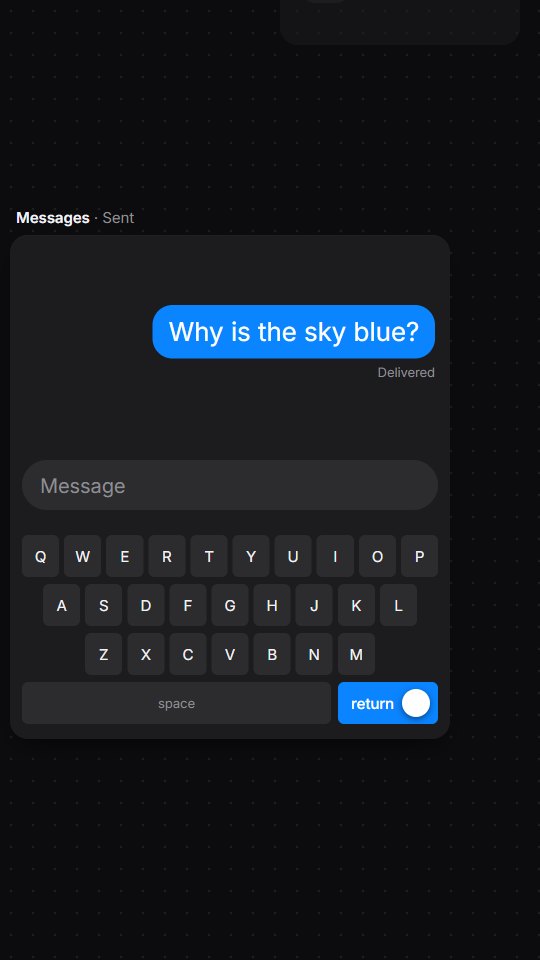 Messages · Sent
Why is the sky blue?
Delivered
Message
Q W E R T Y U I O P
A S D F G H J K L
Z X C V B N M
space return